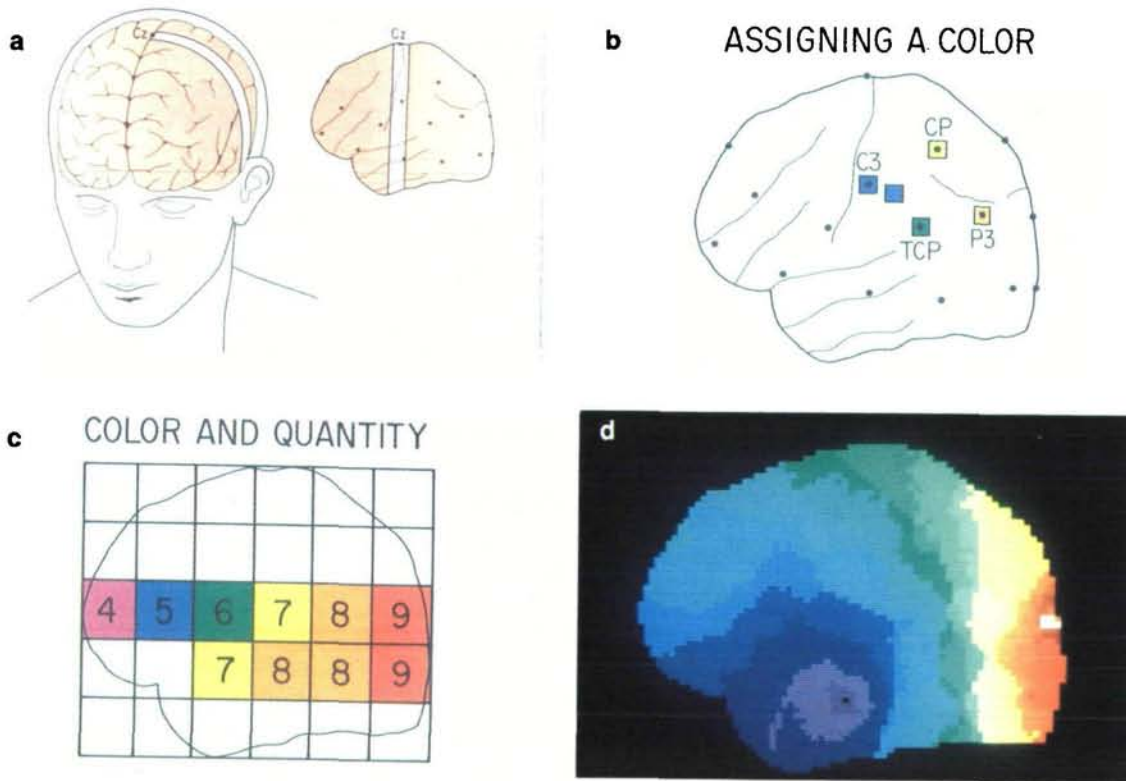 a
Cz
Cz
b
ASSIGNING A COLOR
CP
C3
TCP
P3
c
COLOR AND QUANTITY
4 5 6 7 8 9
7 8 8 9
d